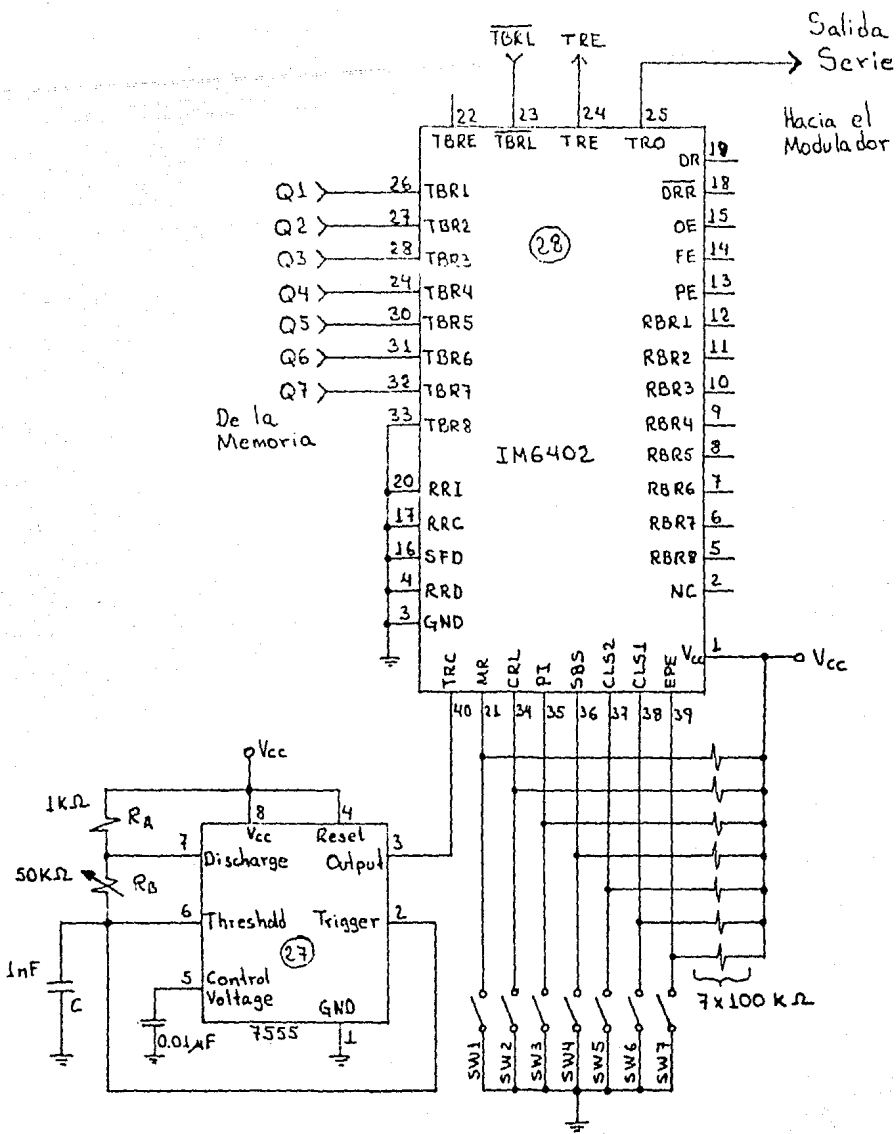 Salida
Serie
Hacia el
Modulador
TBRL TRE
22 23 24 25
TBRE TBRL TRE TRO
DR 19
DRR 18
OE 15
FE 14
PE 13
RBR1 12
RBR2 11
RBR3 10
RBR4 9
RBR5 8
RBR6 7
RBR7 6
RBR8 5
NC 2
Vcc 1
Vcc
Q1 26 TBR1
Q2 27 TBR2
Q3 28 TBR3
Q4 24 TBR4
Q5 30 TBR5
Q6 31 TBR6
Q7 32 TBR7
De la
Memoria
33 TBR8
20 RRI
17 RRC
16 SFD
4 RRD
3 GND
28
IM6402
TRC MR CRL PI SBS CLS2 CLS1 EPE
40 21 34 35 36 37 38 39
Vcc
1KΩ RA
8 4
Vcc Reset
7 Discharge
Output 3
50KΩ RB
6 Threshold
Trigger 2
27
1nF C
5 Control
Voltage
GND
0.01μF
7555
1
7x100 KΩ
SW1 SW2 SW3 SW4 SW5 SW6 SW7